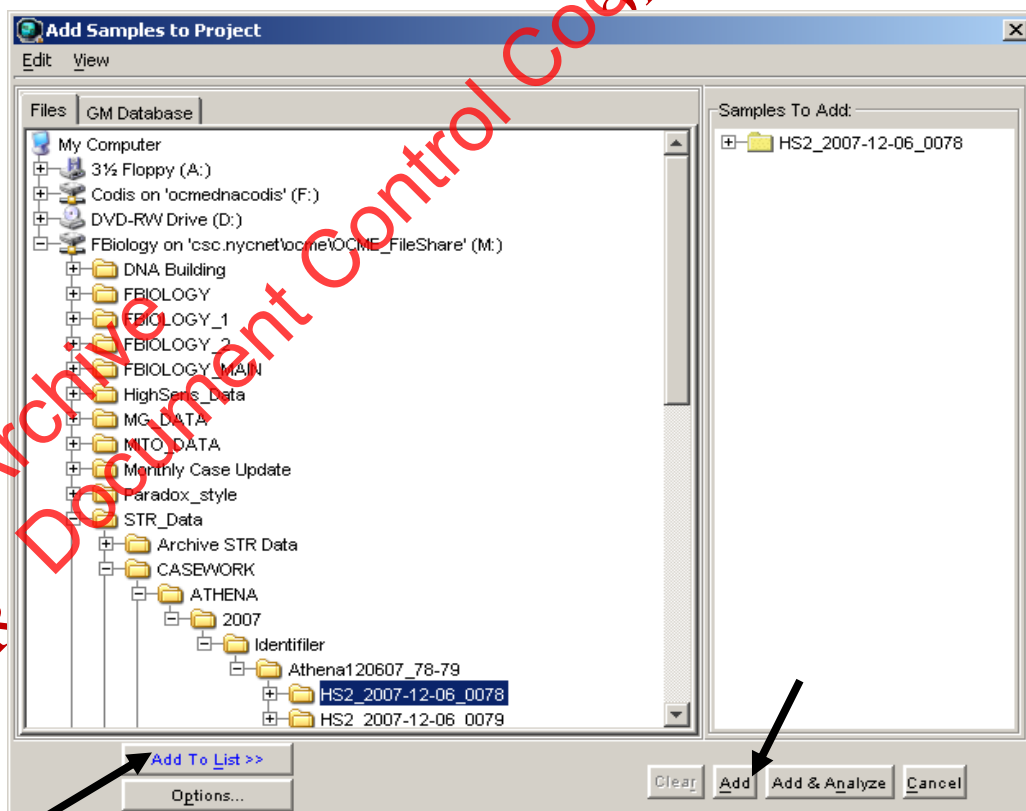 Add Samples to Project
Edit View
Files GM Database
My Computer
3½ Floppy (A:)
Codis on 'ocmednacodis' (F:)
DVD-RW Drive (D:)
FBiology on 'csc.nycnet\ocme\OCME_FileShare' (M:)
DNA Building
FBIOLOGY
FBIOLOGY_1
FBIOLOGY_2
FBIOLOGY_MAIN
HighSens_Data
MG_DATA
MITO_DATA
Monthly Case Update
Paradox_style
STR_Data
Archive STR Data
CASEWORK
ATHENA
2007
Identifiler
Athena120607_78-79
HS2_2007-12-06_0078
HS2_2007-12-06_0079
Samples To Add:
HS2_2007-12-06_0078
Add To List >>
Options...
Clear Add Add & Analyze Cancel
Archive
Document Control